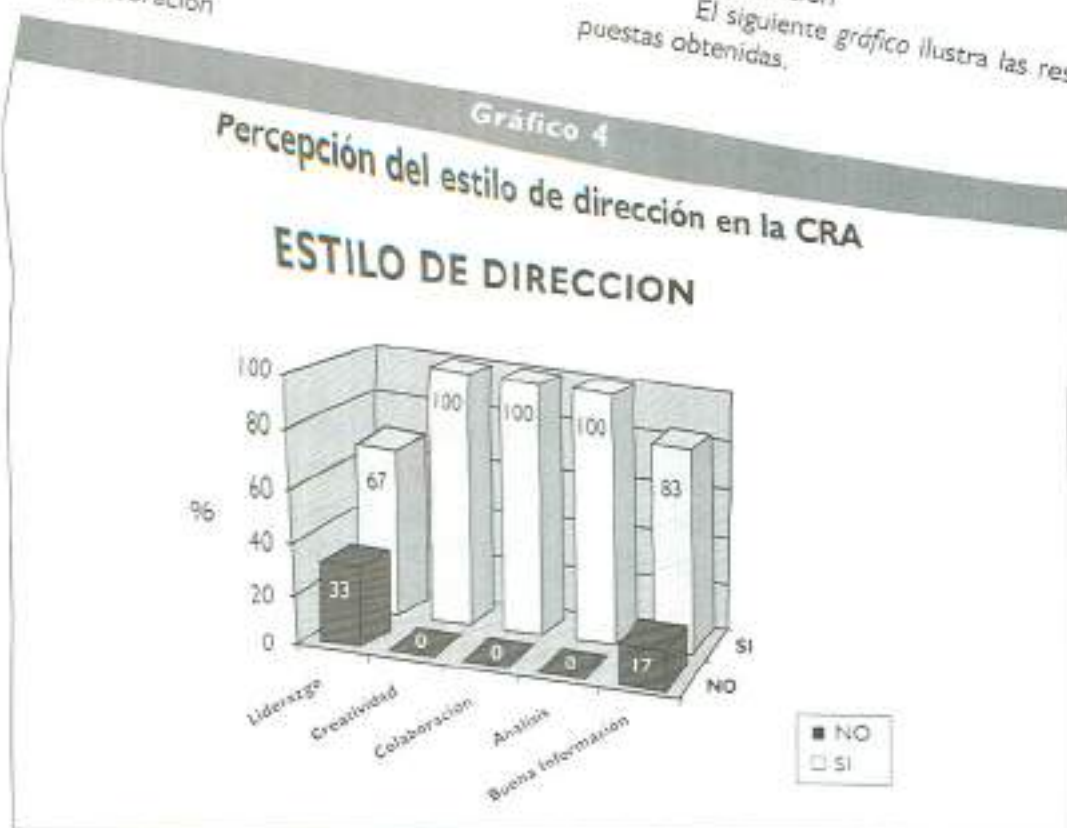 El siguiente gráfico ilustra las res
puestas obtenidas.
Gráfico 4
Percepción del estilo de dirección en la CRA
ESTILO DE DIRECCION
100
80
60
40
20
0
%
67
100
100
100
83
33
0
0
0
17
SI
NO
Liderazgo
Creatividad
Colaboración
Analisis
Buena Información
NO
SI